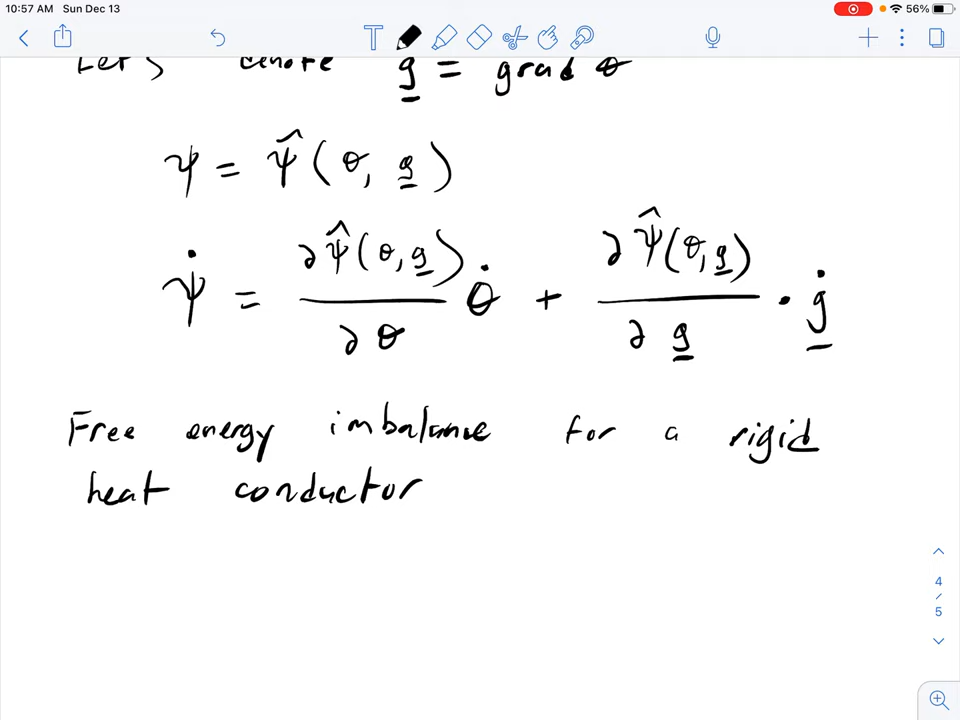 10:57 AM Sun Dec 13 56%
T
Let's denote g = grad θ
ψ = ψ̂(θ, g)
ψ̇ = ∂ψ̂(θ, g)/∂θ θ̇ + ∂ψ̂(θ, g)/∂g · ġ
Free energy imbalance for a rigid
heat conductor
4
/
5